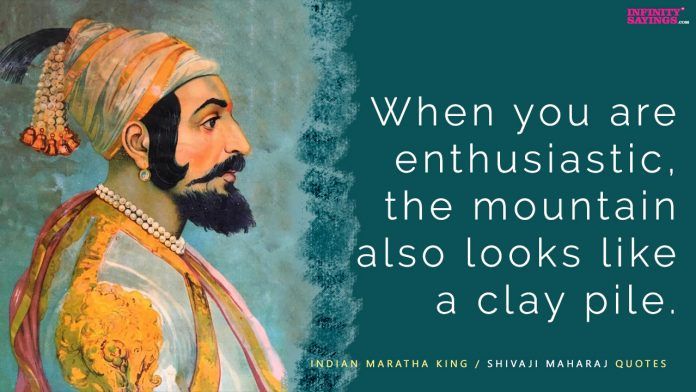 INFINITY
SAYINGS.com
When you are
enthusiastic,
the mountain
also looks like
a clay pile.
INDIAN MARATHA KING / SHIVAJI MAHARAJ QUOTES